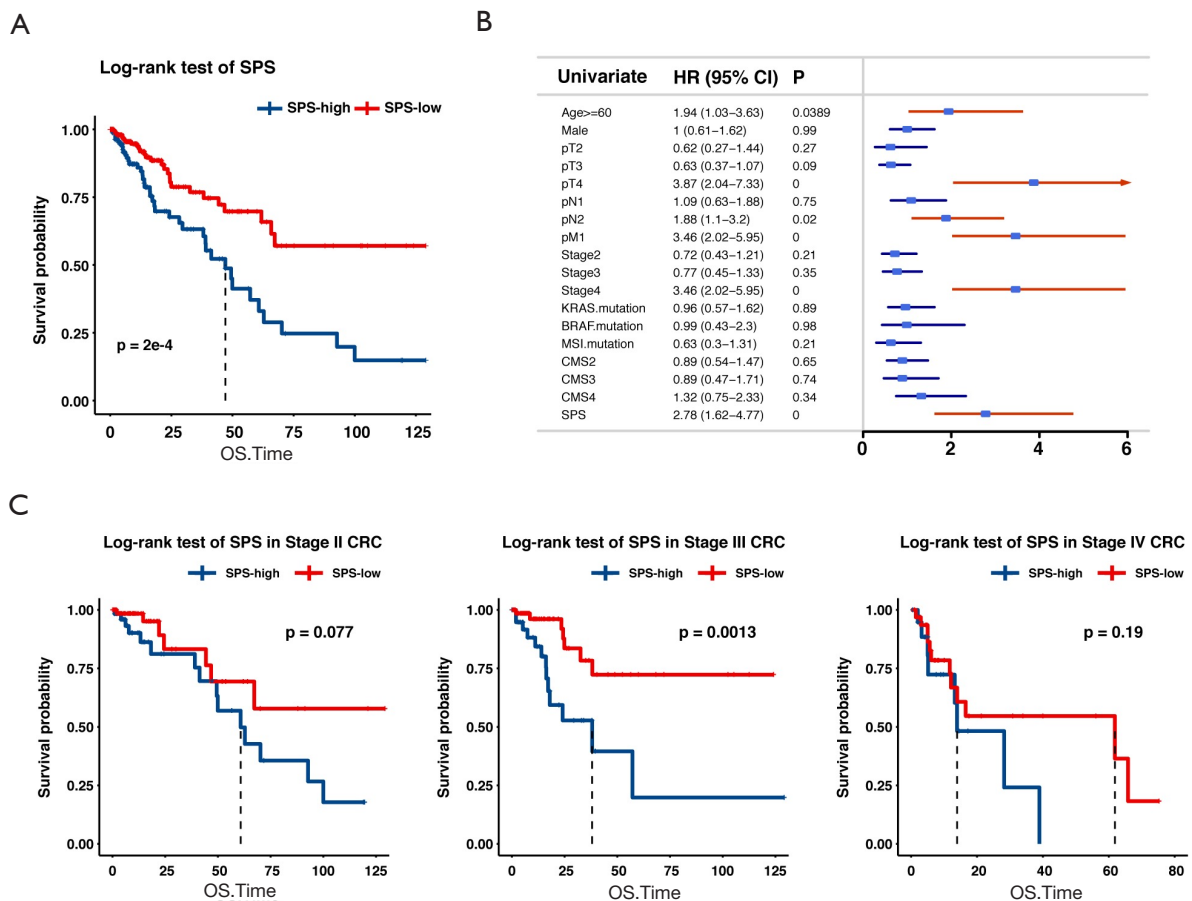 A
Log-rank test of SPS
SPS-high SPS-low
Survival probability
1.00
0.75
0.50
0.25
0.00
p = 2e-4
0 25 50 75 100 125
OS.Time
B
Univariate HR (95% CI) P
Age>=60 1.94 (1.03–3.63) 0.0389
Male 1 (0.61–1.62) 0.99
pT2 0.62 (0.27–1.44) 0.27
pT3 0.63 (0.37–1.07) 0.09
pT4 3.87 (2.04–7.33) 0
pN1 1.09 (0.63–1.88) 0.75
pN2 1.88 (1.1–3.2) 0.02
pM1 3.46 (2.02–5.95) 0
Stage2 0.72 (0.43–1.21) 0.21
Stage3 0.77 (0.45–1.33) 0.35
Stage4 3.46 (2.02–5.95) 0
KRAS.mutation 0.96 (0.57–1.62) 0.89
BRAF.mutation 0.99 (0.43–2.3) 0.98
MSI.mutation 0.63 (0.3–1.31) 0.21
CMS2 0.89 (0.54–1.47) 0.65
CMS3 0.89 (0.47–1.71) 0.74
CMS4 1.32 (0.75–2.33) 0.34
SPS 2.78 (1.62–4.77) 0
0 2 4 6
C
Log-rank test of SPS in Stage II CRC
SPS-high SPS-low
Survival probability
1.00
0.75
0.50
0.25
0.00
p = 0.077
0 25 50 75 100 125
OS.Time
Log-rank test of SPS in Stage III CRC
SPS-high SPS-low
Survival probability
1.00
0.75
0.50
0.25
0.00
p = 0.0013
0 25 50 75 100 125
OS.Time
Log-rank test of SPS in Stage IV CRC
SPS-high SPS-low
Survival probability
1.00
0.75
0.50
0.25
0.00
p = 0.19
0 20 40 60 80
OS.Time